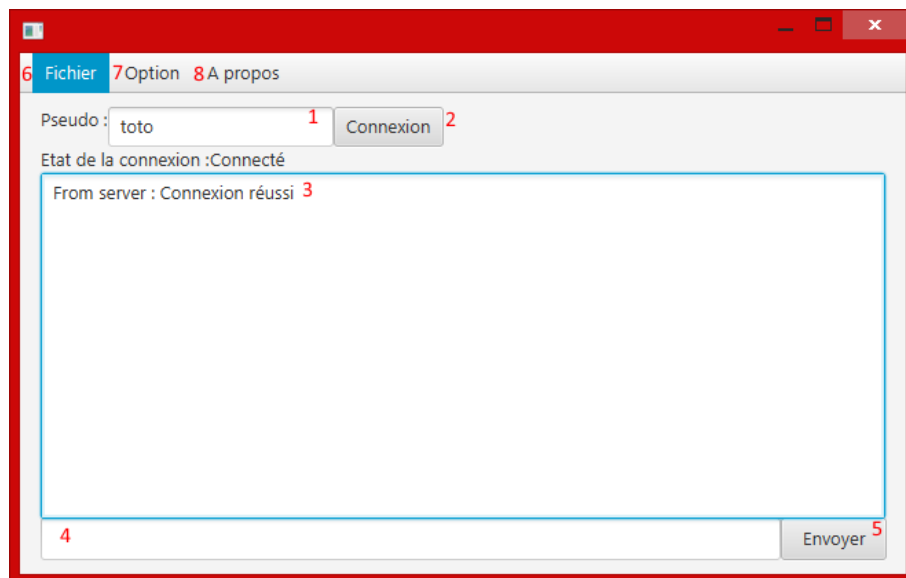 6 Fichier 7 Option 8 A propos
Pseudo : toto 1 Connexion 2
Etat de la connexion :Connecté
From server : Connexion réussi 3
4 Envoyer 5